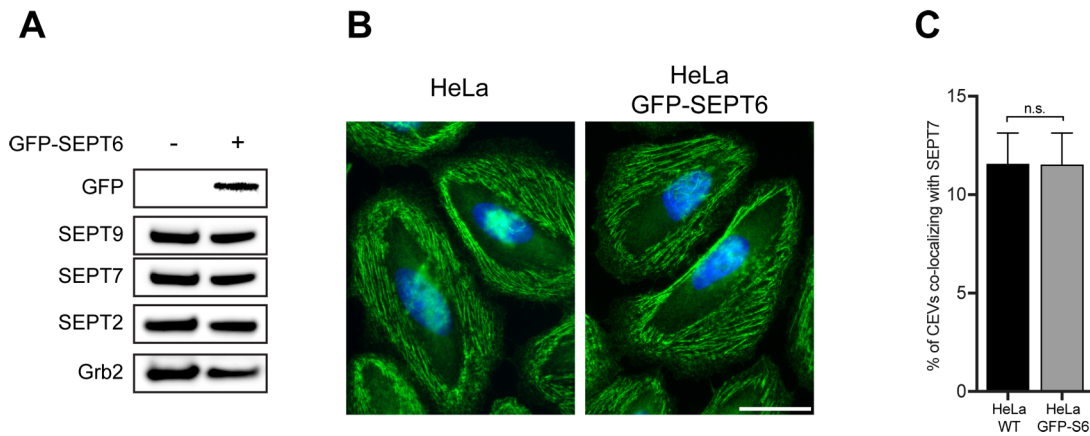 A
GFP-SEPT6 - +
GFP
SEPT9
SEPT7
SEPT2
Grb2
B
HeLa
HeLa
GFP-SEPT6
C
% of CEVs co-localizing with SEPT7
15
10
5
0
n.s.
HeLa
WT
HeLa
GFP-S6